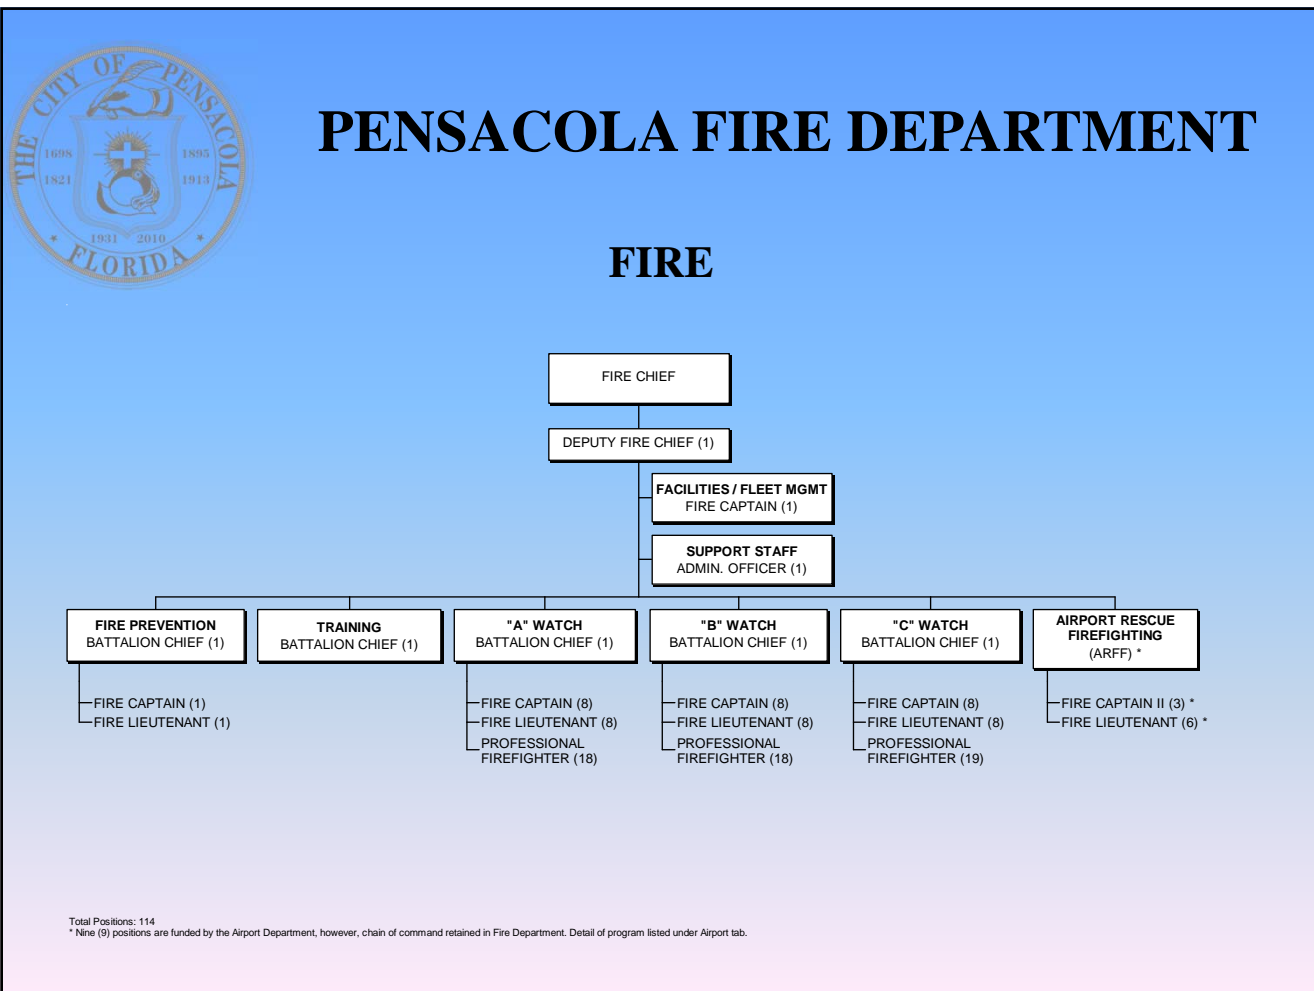 THE CITY OF PENSACOLA
1698 1895
1821 1913
1931 2010
FLORIDA
PENSACOLA FIRE DEPARTMENT
FIRE
FIRE CHIEF
DEPUTY FIRE CHIEF (1)
FACILITIES / FLEET MGMT
FIRE CAPTAIN (1)
SUPPORT STAFF
ADMIN. OFFICER (1)
FIRE PREVENTION
BATTALION CHIEF (1)
FIRE CAPTAIN (1)
FIRE LIEUTENANT (1)
TRAINING
BATTALION CHIEF (1)
"A" WATCH
BATTALION CHIEF (1)
FIRE CAPTAIN (8)
FIRE LIEUTENANT (8)
PROFESSIONAL
FIREFIGHTER (18)
"B" WATCH
BATTALION CHIEF (1)
FIRE CAPTAIN (8)
FIRE LIEUTENANT (8)
PROFESSIONAL
FIREFIGHTER (18)
"C" WATCH
BATTALION CHIEF (1)
FIRE CAPTAIN (8)
FIRE LIEUTENANT (8)
PROFESSIONAL
FIREFIGHTER (19)
AIRPORT RESCUE
FIREFIGHTING
(ARFF) *
FIRE CAPTAIN II (3) *
FIRE LIEUTENANT (6) *
Total Positions: 114
* Nine (9) positions are funded by the Airport Department, however, chain of command retained in Fire Department. Detail of program listed under Airport tab.